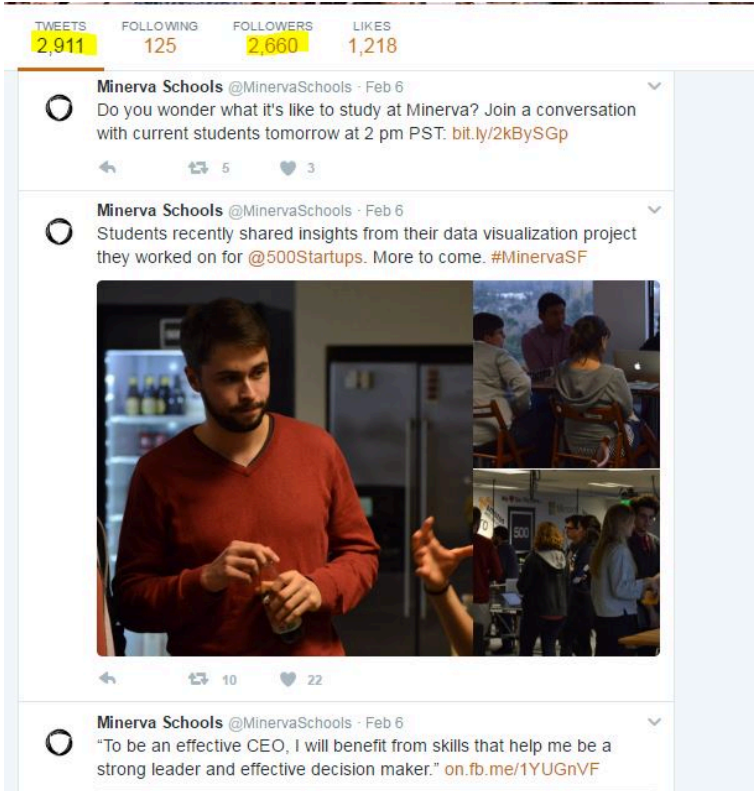 TWEETS FOLLOWING FOLLOWERS LIKES
2,911 125 2,660 1,218
Minerva Schools @MinervaSchools · Feb 6
Do you wonder what it's like to study at Minerva? Join a conversation
with current students tomorrow at 2 pm PST: bit.ly/2kBySGp
5 3
Minerva Schools @MinervaSchools · Feb 6
Students recently shared insights from their data visualization project
they worked on for @500Startups. More to come. #MinervaSF
500
10 22
Minerva Schools @MinervaSchools · Feb 6
“To be an effective CEO, I will benefit from skills that help me be a
strong leader and effective decision maker.” on.fb.me/1YUGnVF